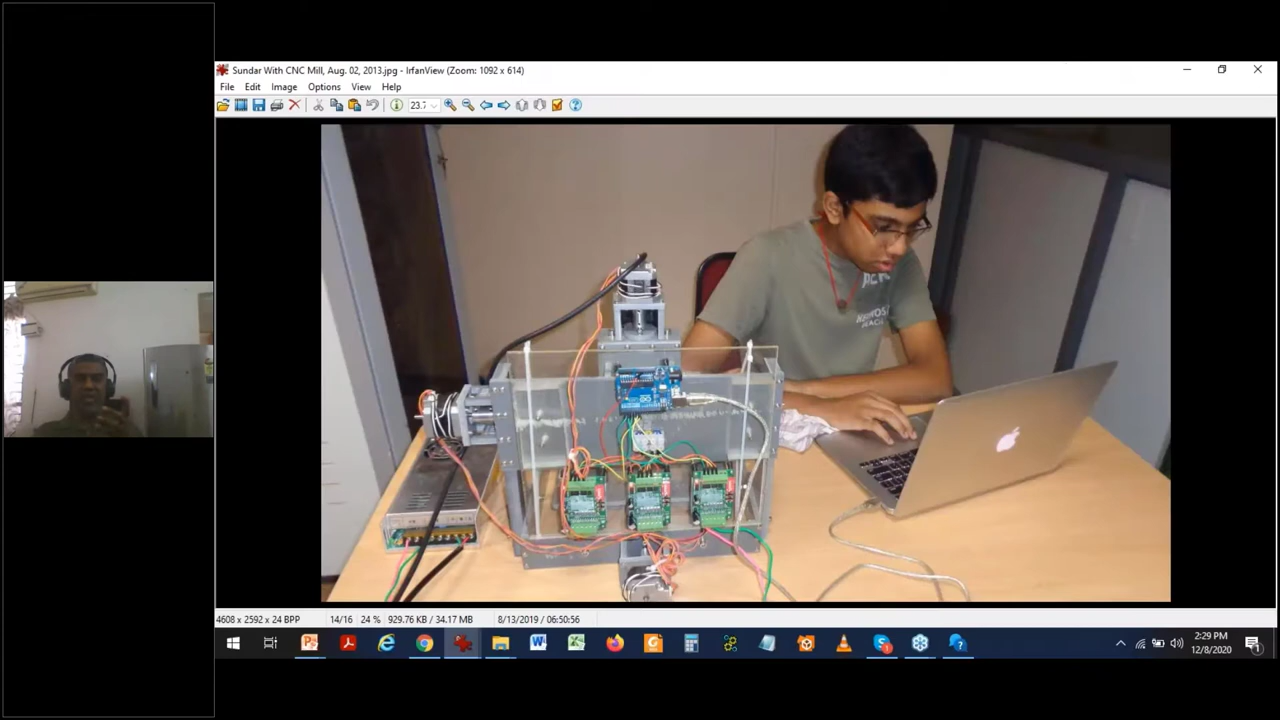 Sundar With CNC Mill, Aug. 02, 2013.jpg - IrfanView (Zoom: 1092 x 614)
File Edit Image Options View Help
23.7
4608 x 2592 x 24 BPP 14/16 24 % 929.76 KB / 34.17 MB 8/13/2019 / 06:50:56
2:29 PM
12/8/2020